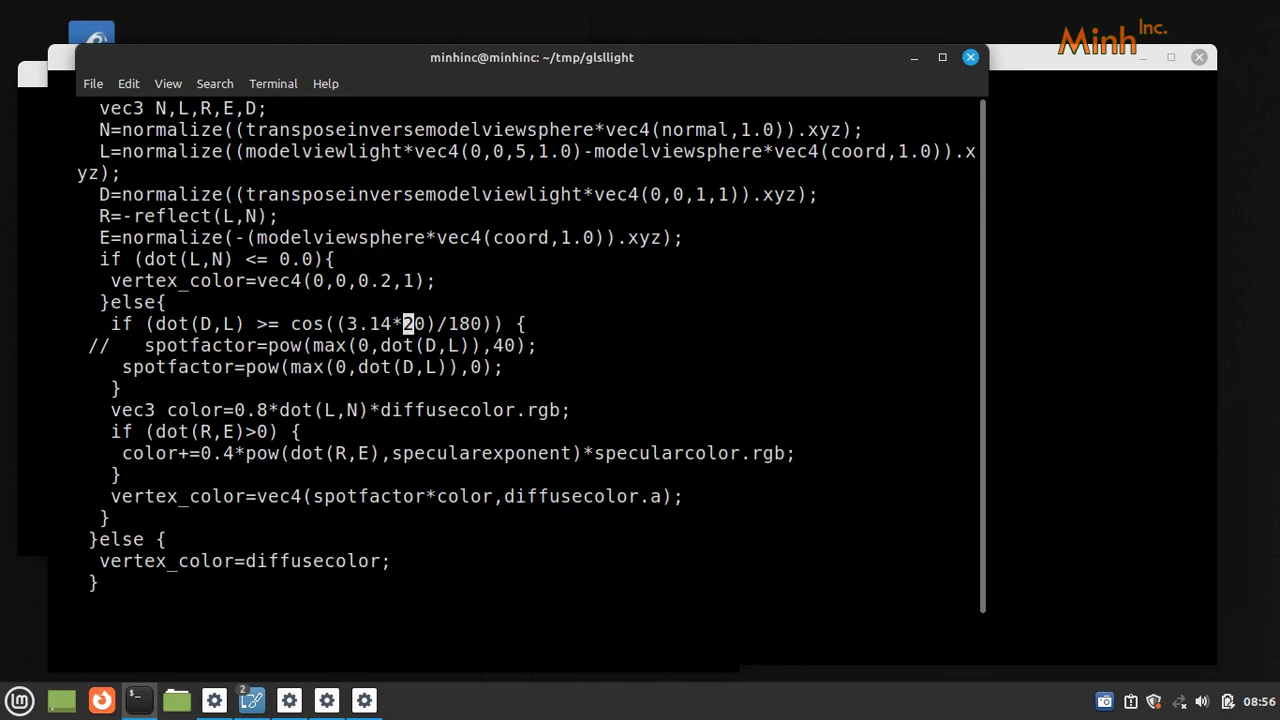 Minh Inc.
minhinc@minhinc: ~/tmp/glsllight
File Edit View Search Terminal Help
vec3 N,L,R,E,D;
N=normalize((transposeinversemodelviewsphere*vec4(normal,1.0)).xyz);
L=normalize((modelviewlight*vec4(0,0,5,1.0)-modelviewsphere*vec4(coord,1.0)).x
yz);
D=normalize((transposeinversemodelviewlight*vec4(0,0,1,1)).xyz);
R=-reflect(L,N);
E=normalize(-(modelviewsphere*vec4(coord,1.0)).xyz);
if (dot(L,N) <= 0.0){
vertex_color=vec4(0,0,0.2,1);
}else{
if (dot(D,L) >= cos((3.14*20)/180)) {
//   spotfactor=pow(max(0,dot(D,L)),40);
spotfactor=pow(max(0,dot(D,L)),0);
}
vec3 color=0.8*dot(L,N)*diffusecolor.rgb;
if (dot(R,E)>0) {
color+=0.4*pow(dot(R,E),specularexponent)*specularcolor.rgb;
}
vertex_color=vec4(spotfactor*color,diffusecolor.a);
}
}else {
vertex_color=diffusecolor;
}
2
08:56